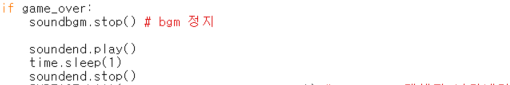 if game_over:
soundbgm.stop() # bgm 정지
soundend.play()
time.sleep(1)
soundend.stop()